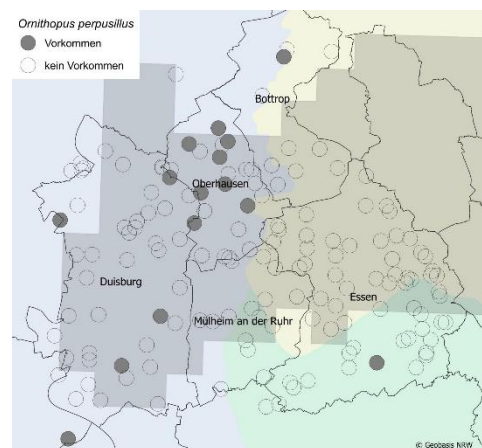 Ornithopus perpusillus
Vorkommen
kein Vorkommen
Bottrop
Oberhausen
Duisburg
Essen
Mülheim an der Ruhr
© Geobasis NRW